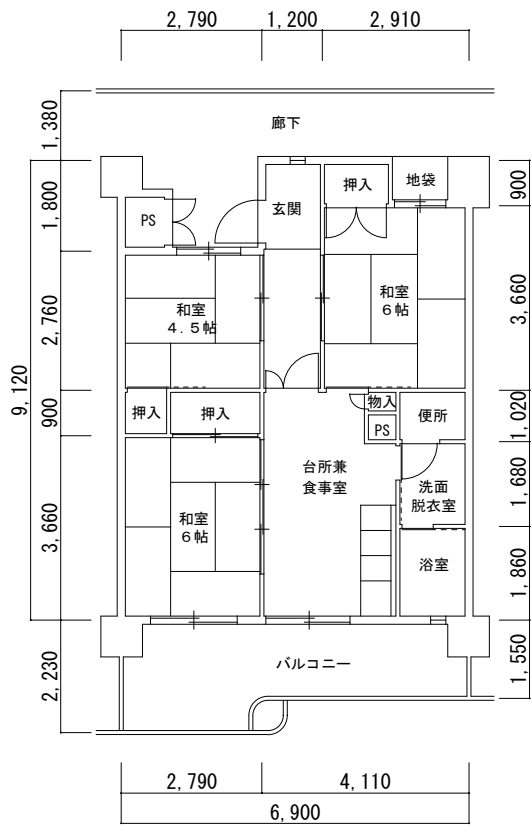 2,790
1,200
2,910
1,380
廊下
1,800
PS
玄関
押入
地袋
900
2,760
和室
4.5帖
和室
6帖
3,660
9,120
900
押入
押入
物入
PS
便所
1,020
3,660
和室
6帖
台所兼
食事室
洗面
脱衣室
1,680
浴室
1,860
2,230
バルコニー
1,550
2,790
4,110
6,900